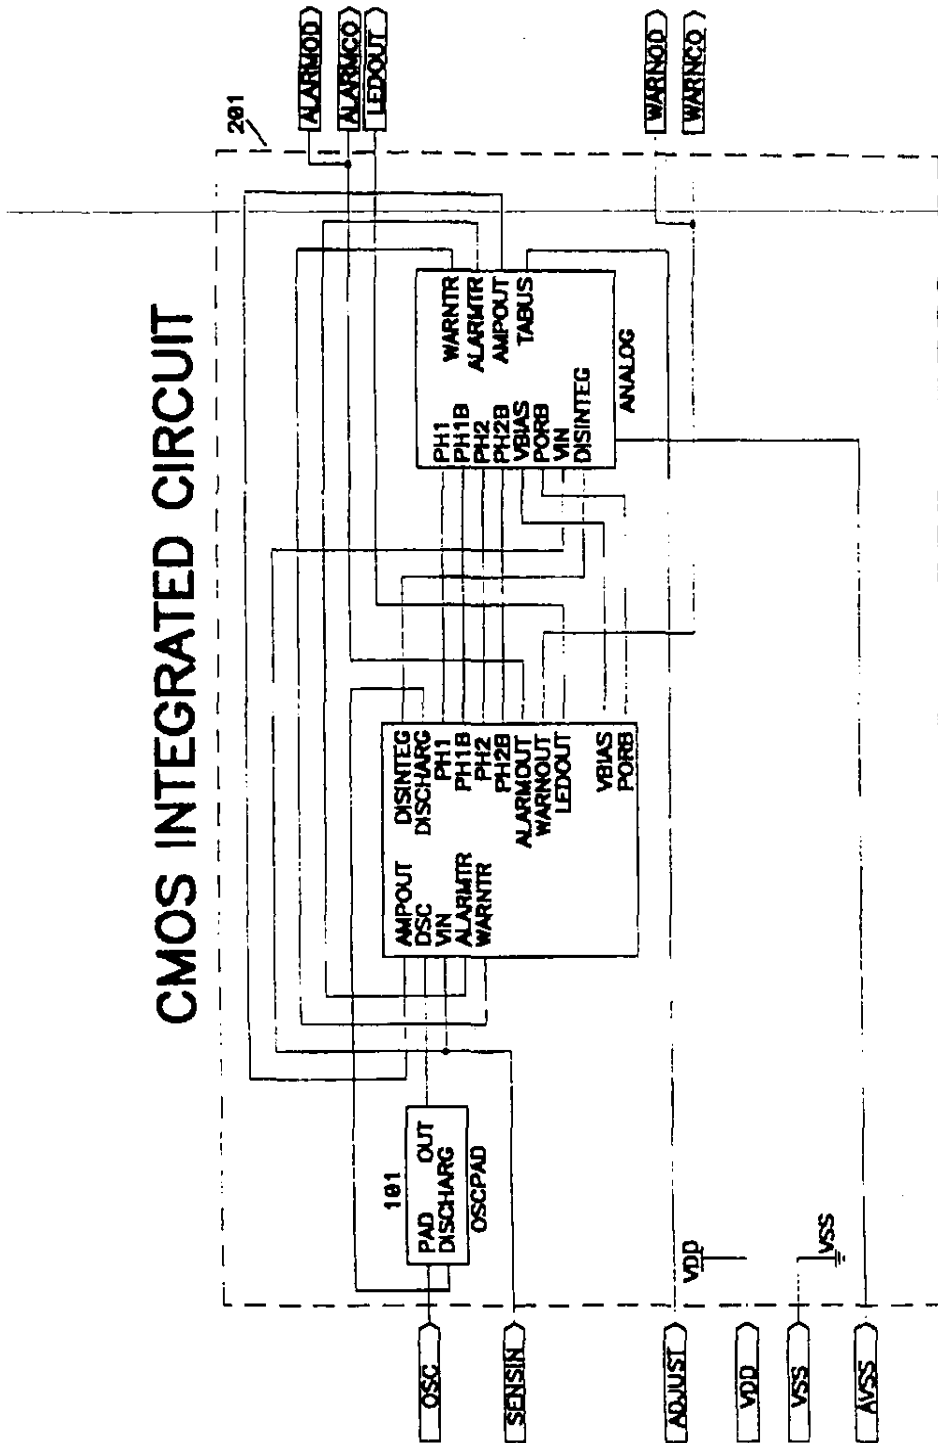 CMOS INTEGRATED CIRCUIT
201
ALARMOD
ALARMCO
LEDOUT
WARNOD
WARNCO
WARNTR
ALARMTR
AMPOUT
TABUS
PH1
PH1B
PH2
PH2B
VBIAS
PORB
VIN
DISINTEG
ANALOG
DISINTEG
DISCHARG
PH1
PH1B
PH2
PH2B
ALARMOUT
WARNOUT
LEDOUT
VBIAS
PORB
AMPOUT
OSC
VIN
ALARMTR
WARNTR
101
PAD OUT
DISCHARG
OSCPAD
VDD
VSS
OSC
SENSIN
ADJUST
VDD
VSS
AVSS